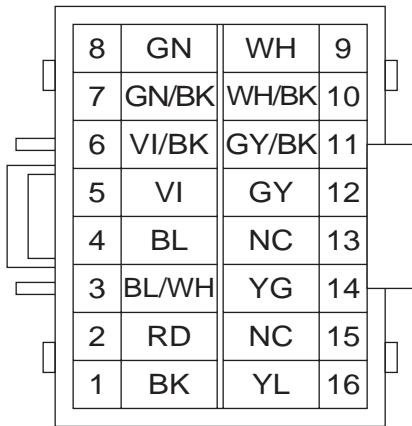 8 GN WH 9
7 GN/BK WH/BK 10
6 VI/BK GY/BK 11
5 VI GY 12
4 BL NC 13
3 BL/WH YG 14
2 RD NC 15
1 BK YL 16